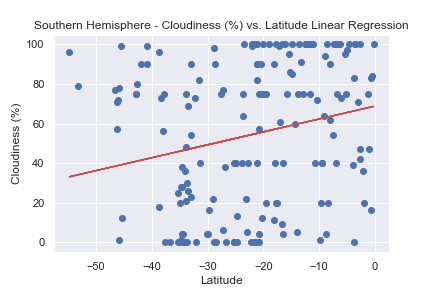 Southern Hemisphere - Cloudiness (%) vs. Latitude Linear Regression
100
80
60
40
20
0
Cloudiness (%)
−50 −40 −30 −20 −10 0
Latitude